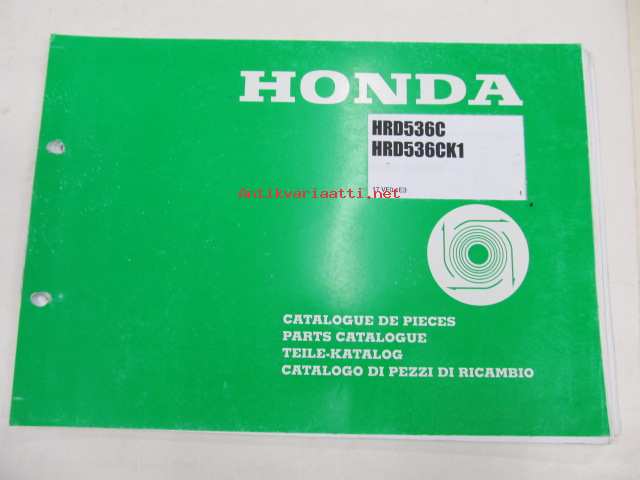 HONDA
HRD536C
HRD536CK1
Antikvariaatti.net
CATALOGUE DE PIECES
PARTS CATALOGUE
TEILE-KATALOG
CATALOGO DI PEZZI DI RICAMBIO